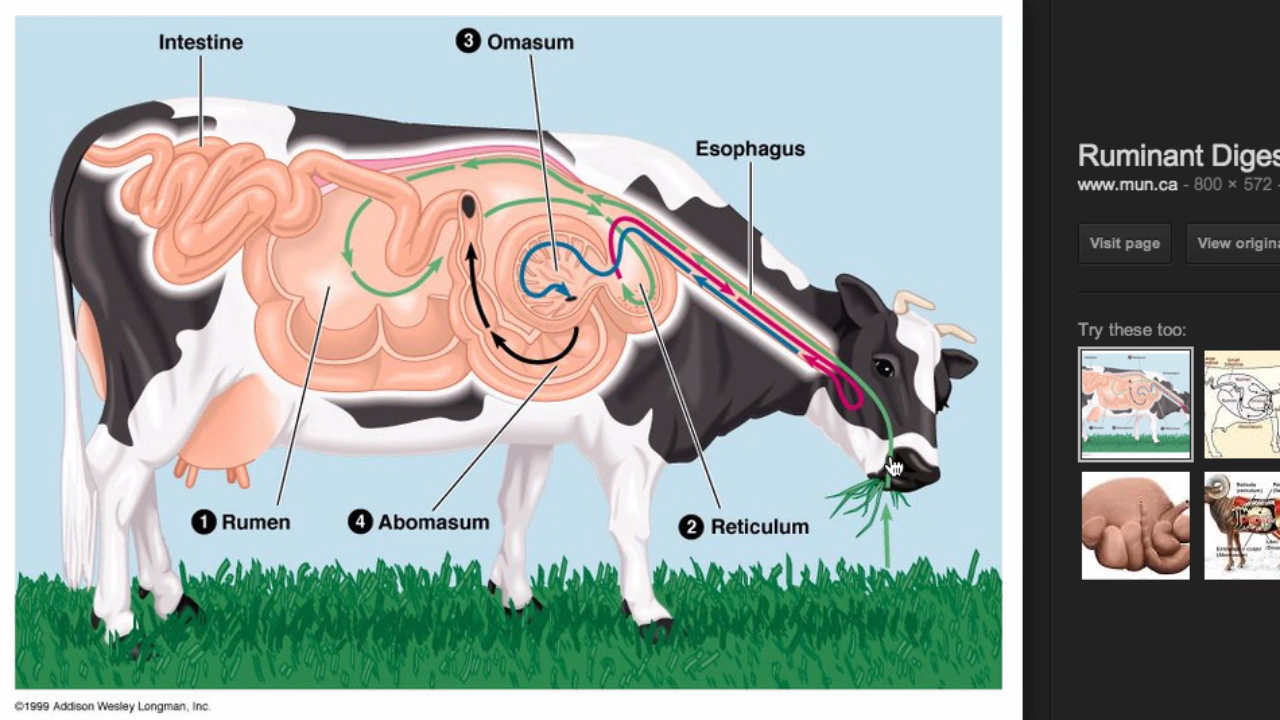 Intestine
3 Omasum
Esophagus
1 Rumen
4 Abomasum
2 Reticulum
©1999 Addison Wesley Longman, Inc.
Ruminant Diges
www.mun.ca - 800 × 572 -
Visit page
View origina
Try these too: